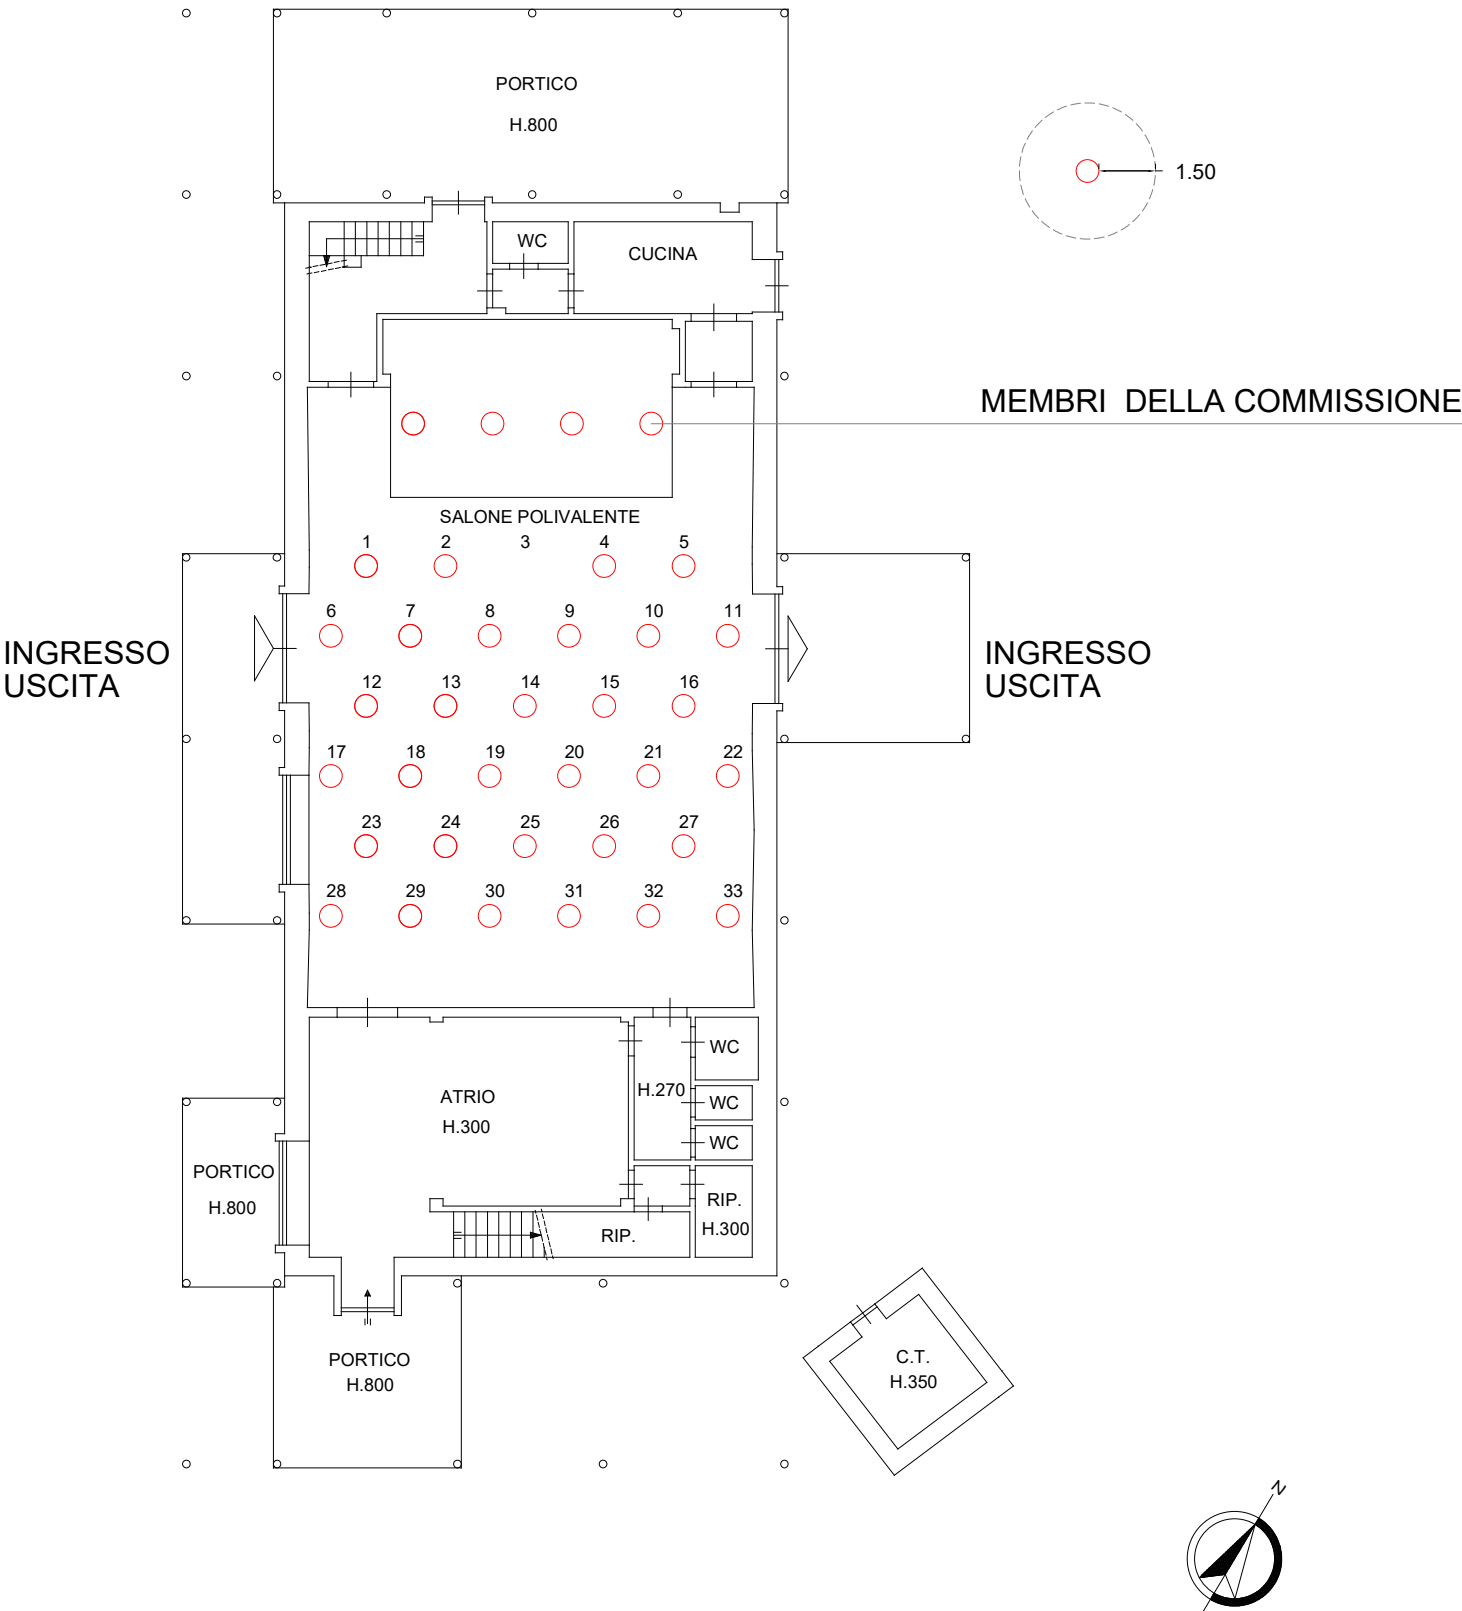 PORTICO
H.800
1.50
WC
CUCINA
MEMBRI DELLA COMMISSIONE
SALONE POLIVALENTE
1 2 3 4 5
6 7 8 9 10 11
INGRESSO
USCITA
INGRESSO
USCITA
12 13 14 15 16
17 18 19 20 21 22
23 24 25 26 27
28 29 30 31 32 33
WC
ATRIO
H.300
H.270
WC
WC
PORTICO
H.800
RIP.
H.300
RIP.
PORTICO
H.800
C.T.
H.350
N